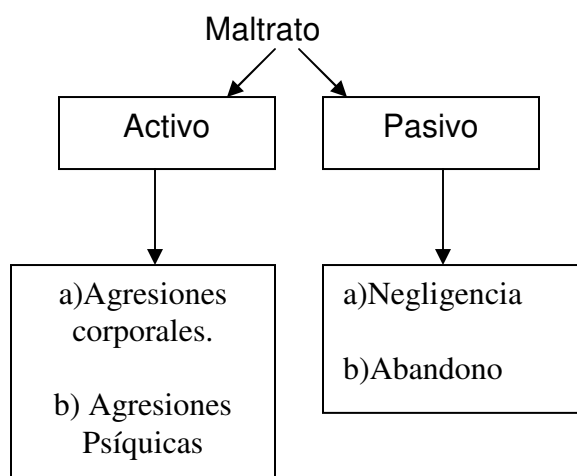 Maltrato
Activo
Pasivo
a)Agresiones
corporales.
b) Agresiones
Psíquicas
a)Negligencia
b)Abandono